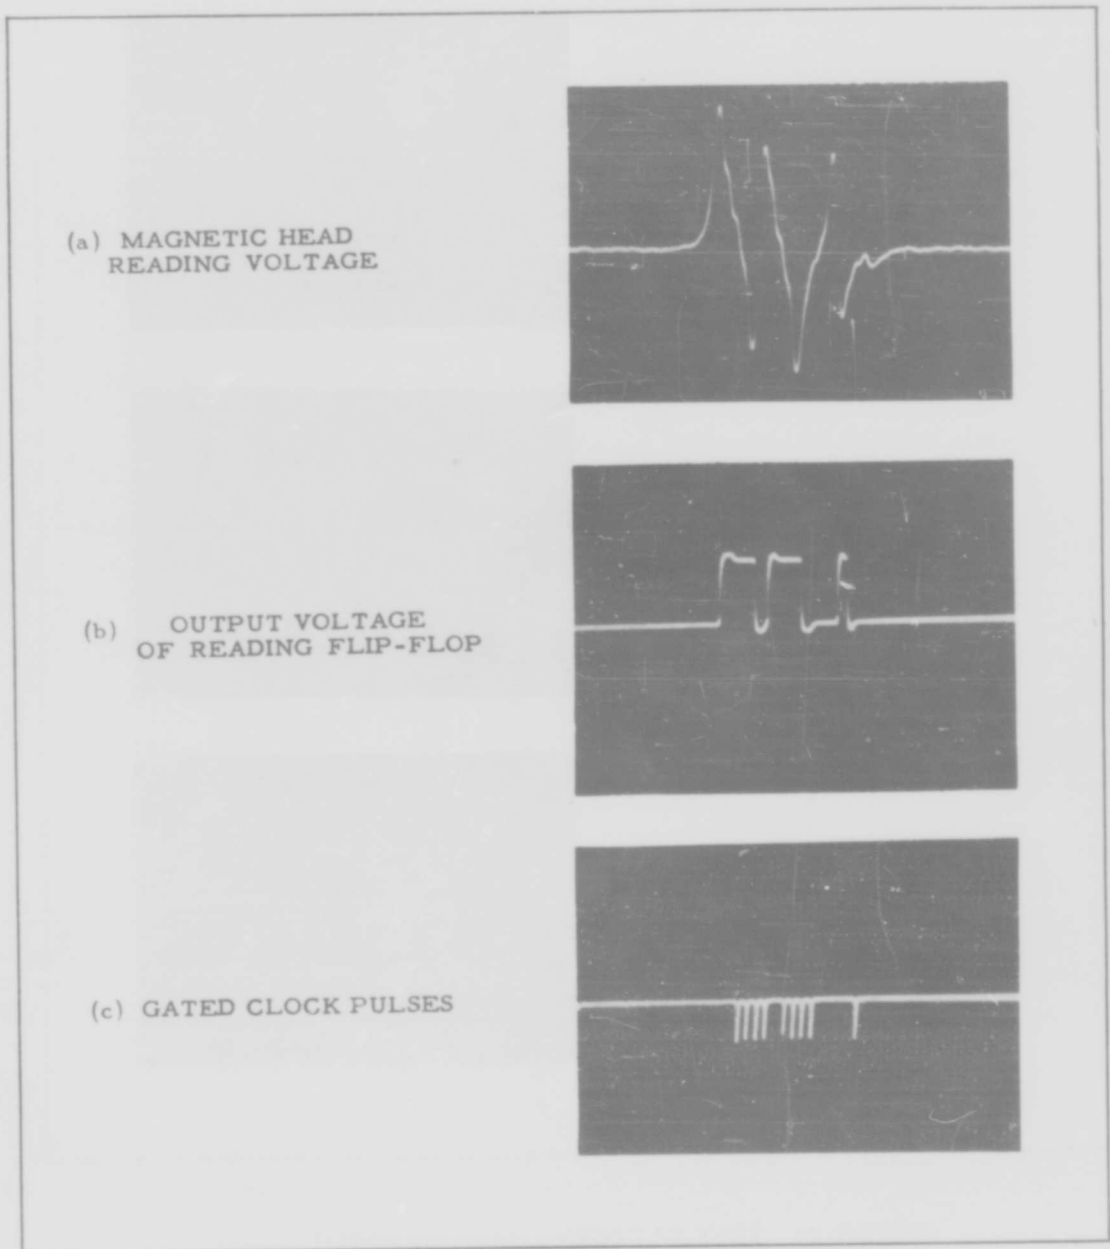 (a) MAGNETIC HEAD
READING VOLTAGE
(b) OUTPUT VOLTAGE
OF READING FLIP-FLOP
(c) GATED CLOCK PULSES